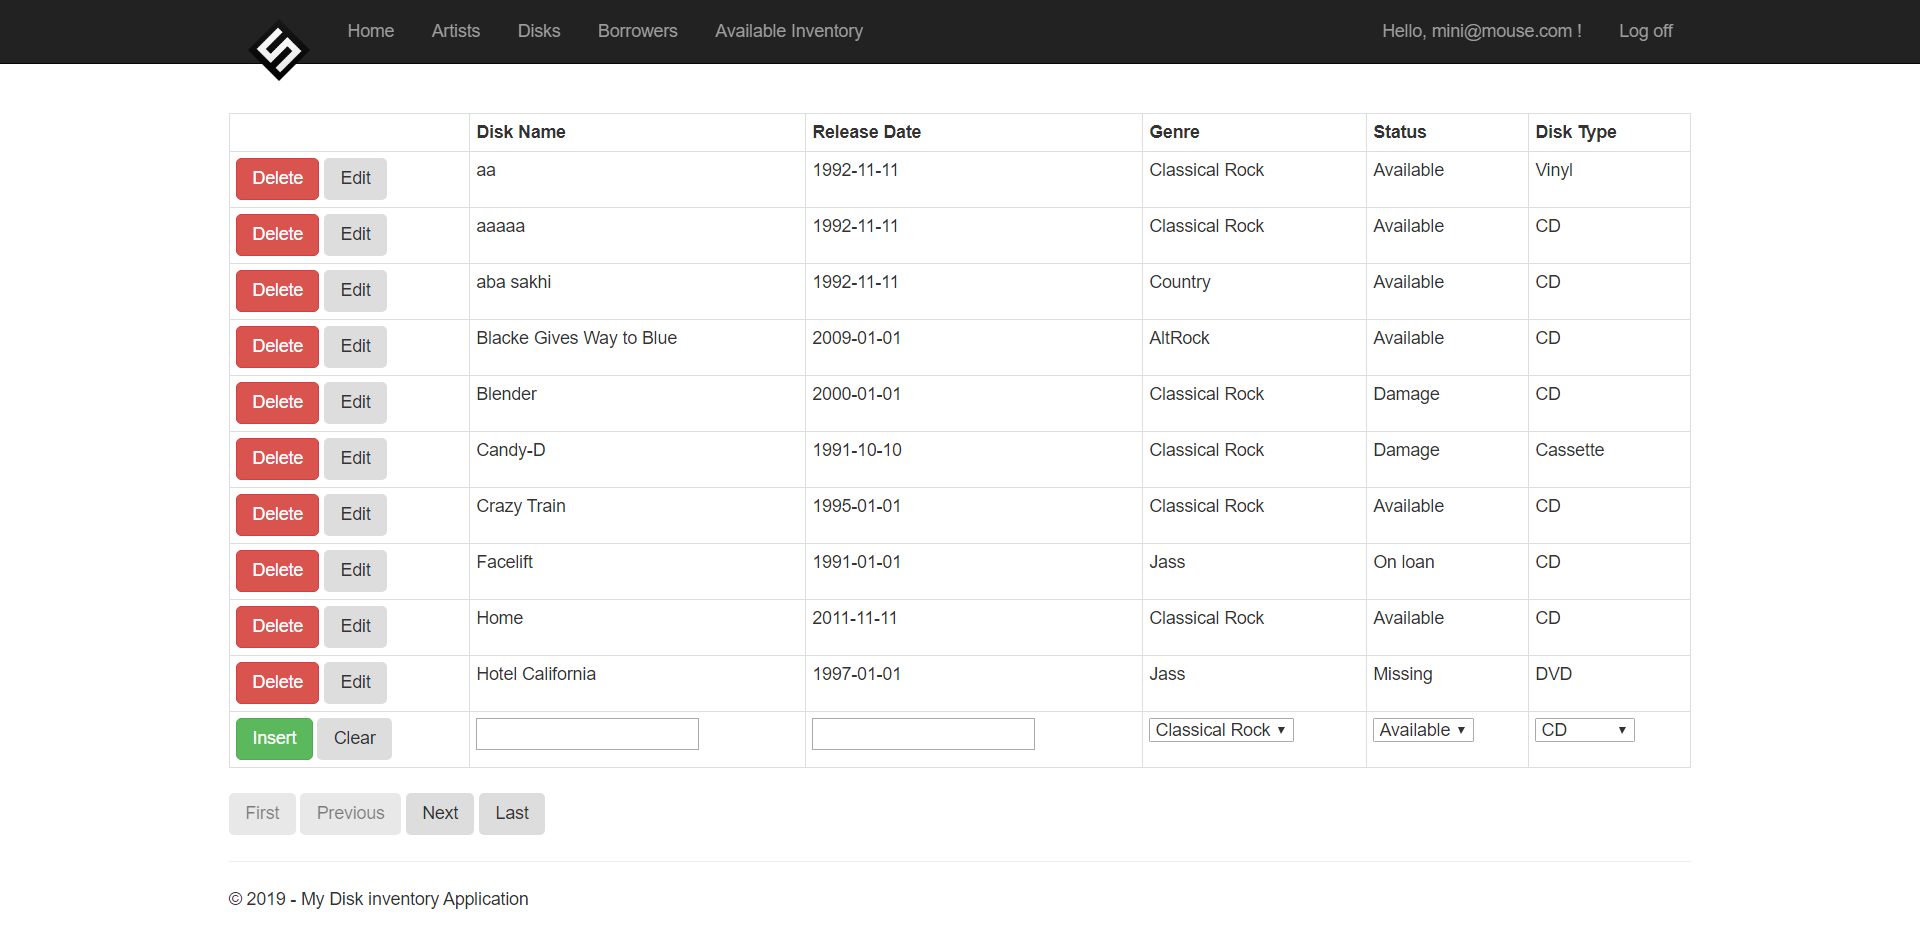 Home Artists Disks Borrowers Available Inventory Hello, mini@mouse.com ! Log off
Disk Name Release Date Genre Status Disk Type
Delete Edit aa 1992-11-11 Classical Rock Available Vinyl
Delete Edit aaaaa 1992-11-11 Classical Rock Available CD
Delete Edit aba sakhi 1992-11-11 Country Available CD
Delete Edit Blacke Gives Way to Blue 2009-01-01 AltRock Available CD
Delete Edit Blender 2000-01-01 Classical Rock Damage CD
Delete Edit Candy-D 1991-10-10 Classical Rock Damage Cassette
Delete Edit Crazy Train 1995-01-01 Classical Rock Available CD
Delete Edit Facelift 1991-01-01 Jass On loan CD
Delete Edit Home 2011-11-11 Classical Rock Available CD
Delete Edit Hotel California 1997-01-01 Jass Missing DVD
Insert Clear Classical Rock Available CD
First Previous Next Last
© 2019 - My Disk inventory Application